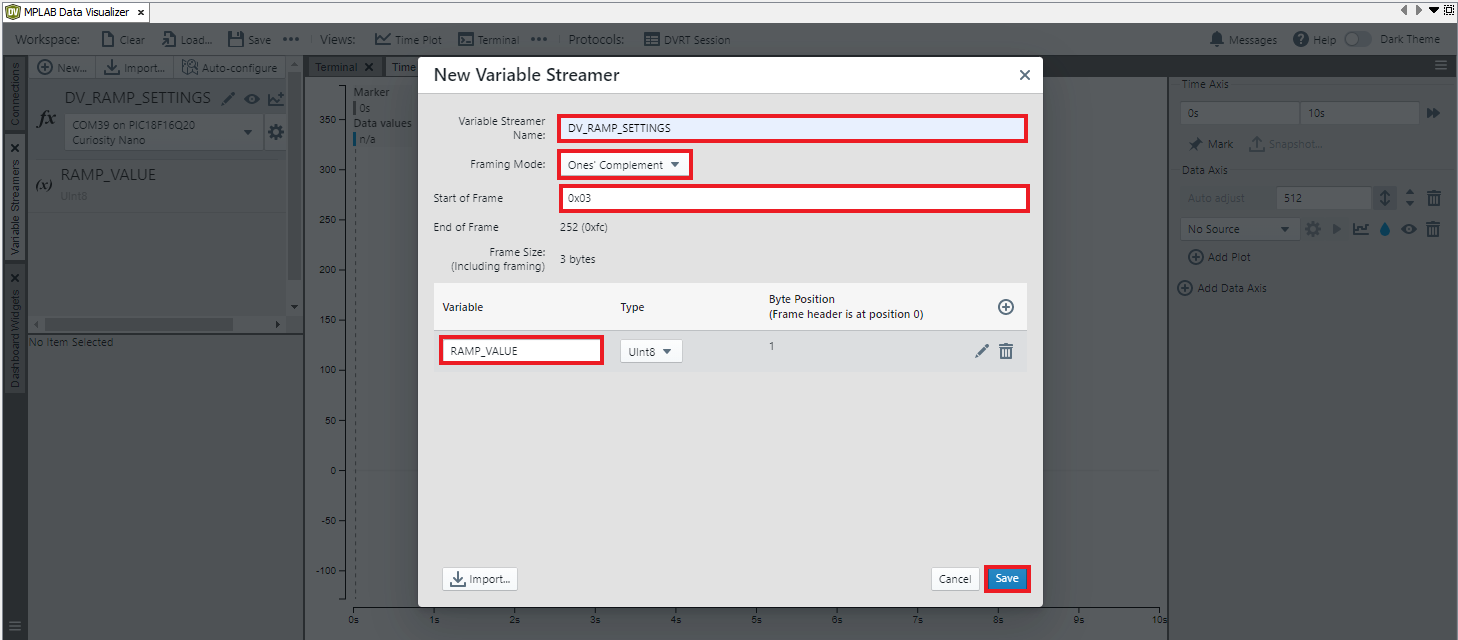 MPLAB Data Visualizer ×
Workspace: Clear Load... Save ••• Views: Time Plot Terminal ••• Protocols: DVRT Session Messages Help Dark Theme
New... Import... Auto-configure
Connections
Variable Streamers
Dashboard Widgets
fx DV_RAMP_SETTINGS
COM39 on PIC18F16Q20
Curiosity Nano
(x) RAMP_VALUE
UInt8
No Item Selected
Terminal Time
Marker
0s
Data values
n/a
350
300
250
200
150
100
50
0
-50
-100
0s 1s 2s 3s 4s 5s 6s 7s 8s 9s 10s
New Variable Streamer
Variable Streamer
Name:
DV_RAMP_SETTINGS
Framing Mode: Ones' Complement
Start of Frame 0x03
End of Frame 252 (0xfc)
Frame Size:
(Including framing)
3 bytes
Variable Type Byte Position
(Frame header is at position 0)
RAMP_VALUE UInt8 1
Import... Cancel Save
Time Axis
0s 10s
Mark Snapshot...
Data Axis
Auto adjust 512
No Source
Add Plot
Add Data Axis